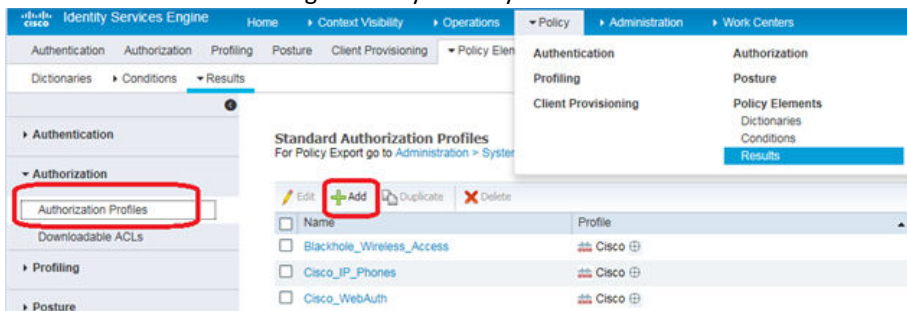 cisco Identity Services Engine Home Context Visibility Operations Policy Administration Work Centers
Authentication Authorization Profiling Posture Client Provisioning Policy Elem
Dictionaries Conditions Results
Authentication Authorization
Profiling Posture
Client Provisioning Policy Elements
Dictionaries
Conditions
Results
Authentication
Authorization
Authorization Profiles
Downloadable ACLs
Profiling
Posture
Standard Authorization Profiles
For Policy Export go to Administration > System
Edit Add Duplicate Delete
Name Profile
Blackhole_Wireless_Access Cisco
Cisco_IP_Phones Cisco
Cisco_WebAuth Cisco